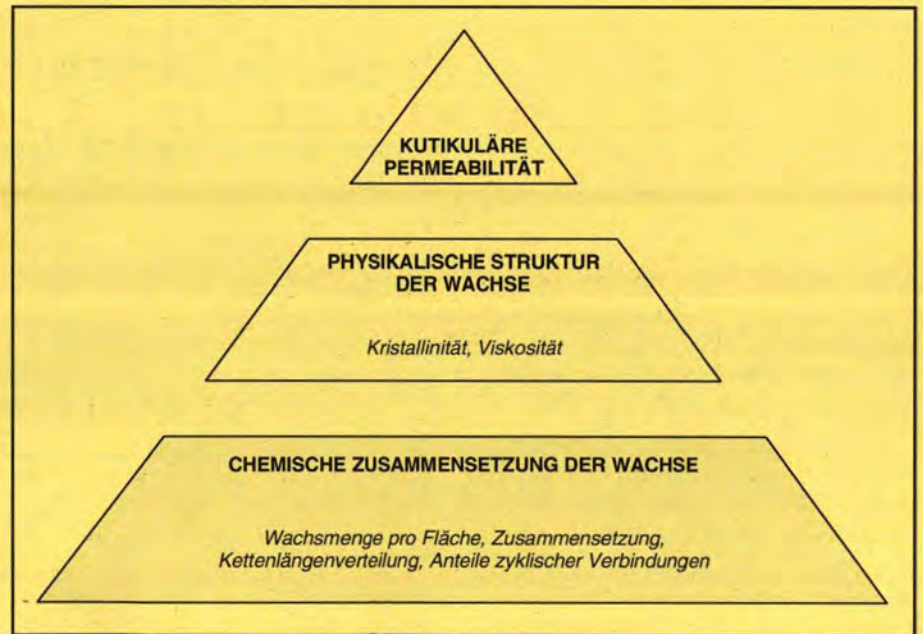 KUTIKULÄRE
PERMEABILITÄT
PHYSIKALISCHE STRUKTUR
DER WACHSE
Kristallinität, Viskosität
CHEMISCHE ZUSAMMENSETZUNG DER WACHSE
Wachsmenge pro Fläche, Zusammensetzung,
Kettenlängenverteilung, Anteile zyklischer Verbindungen